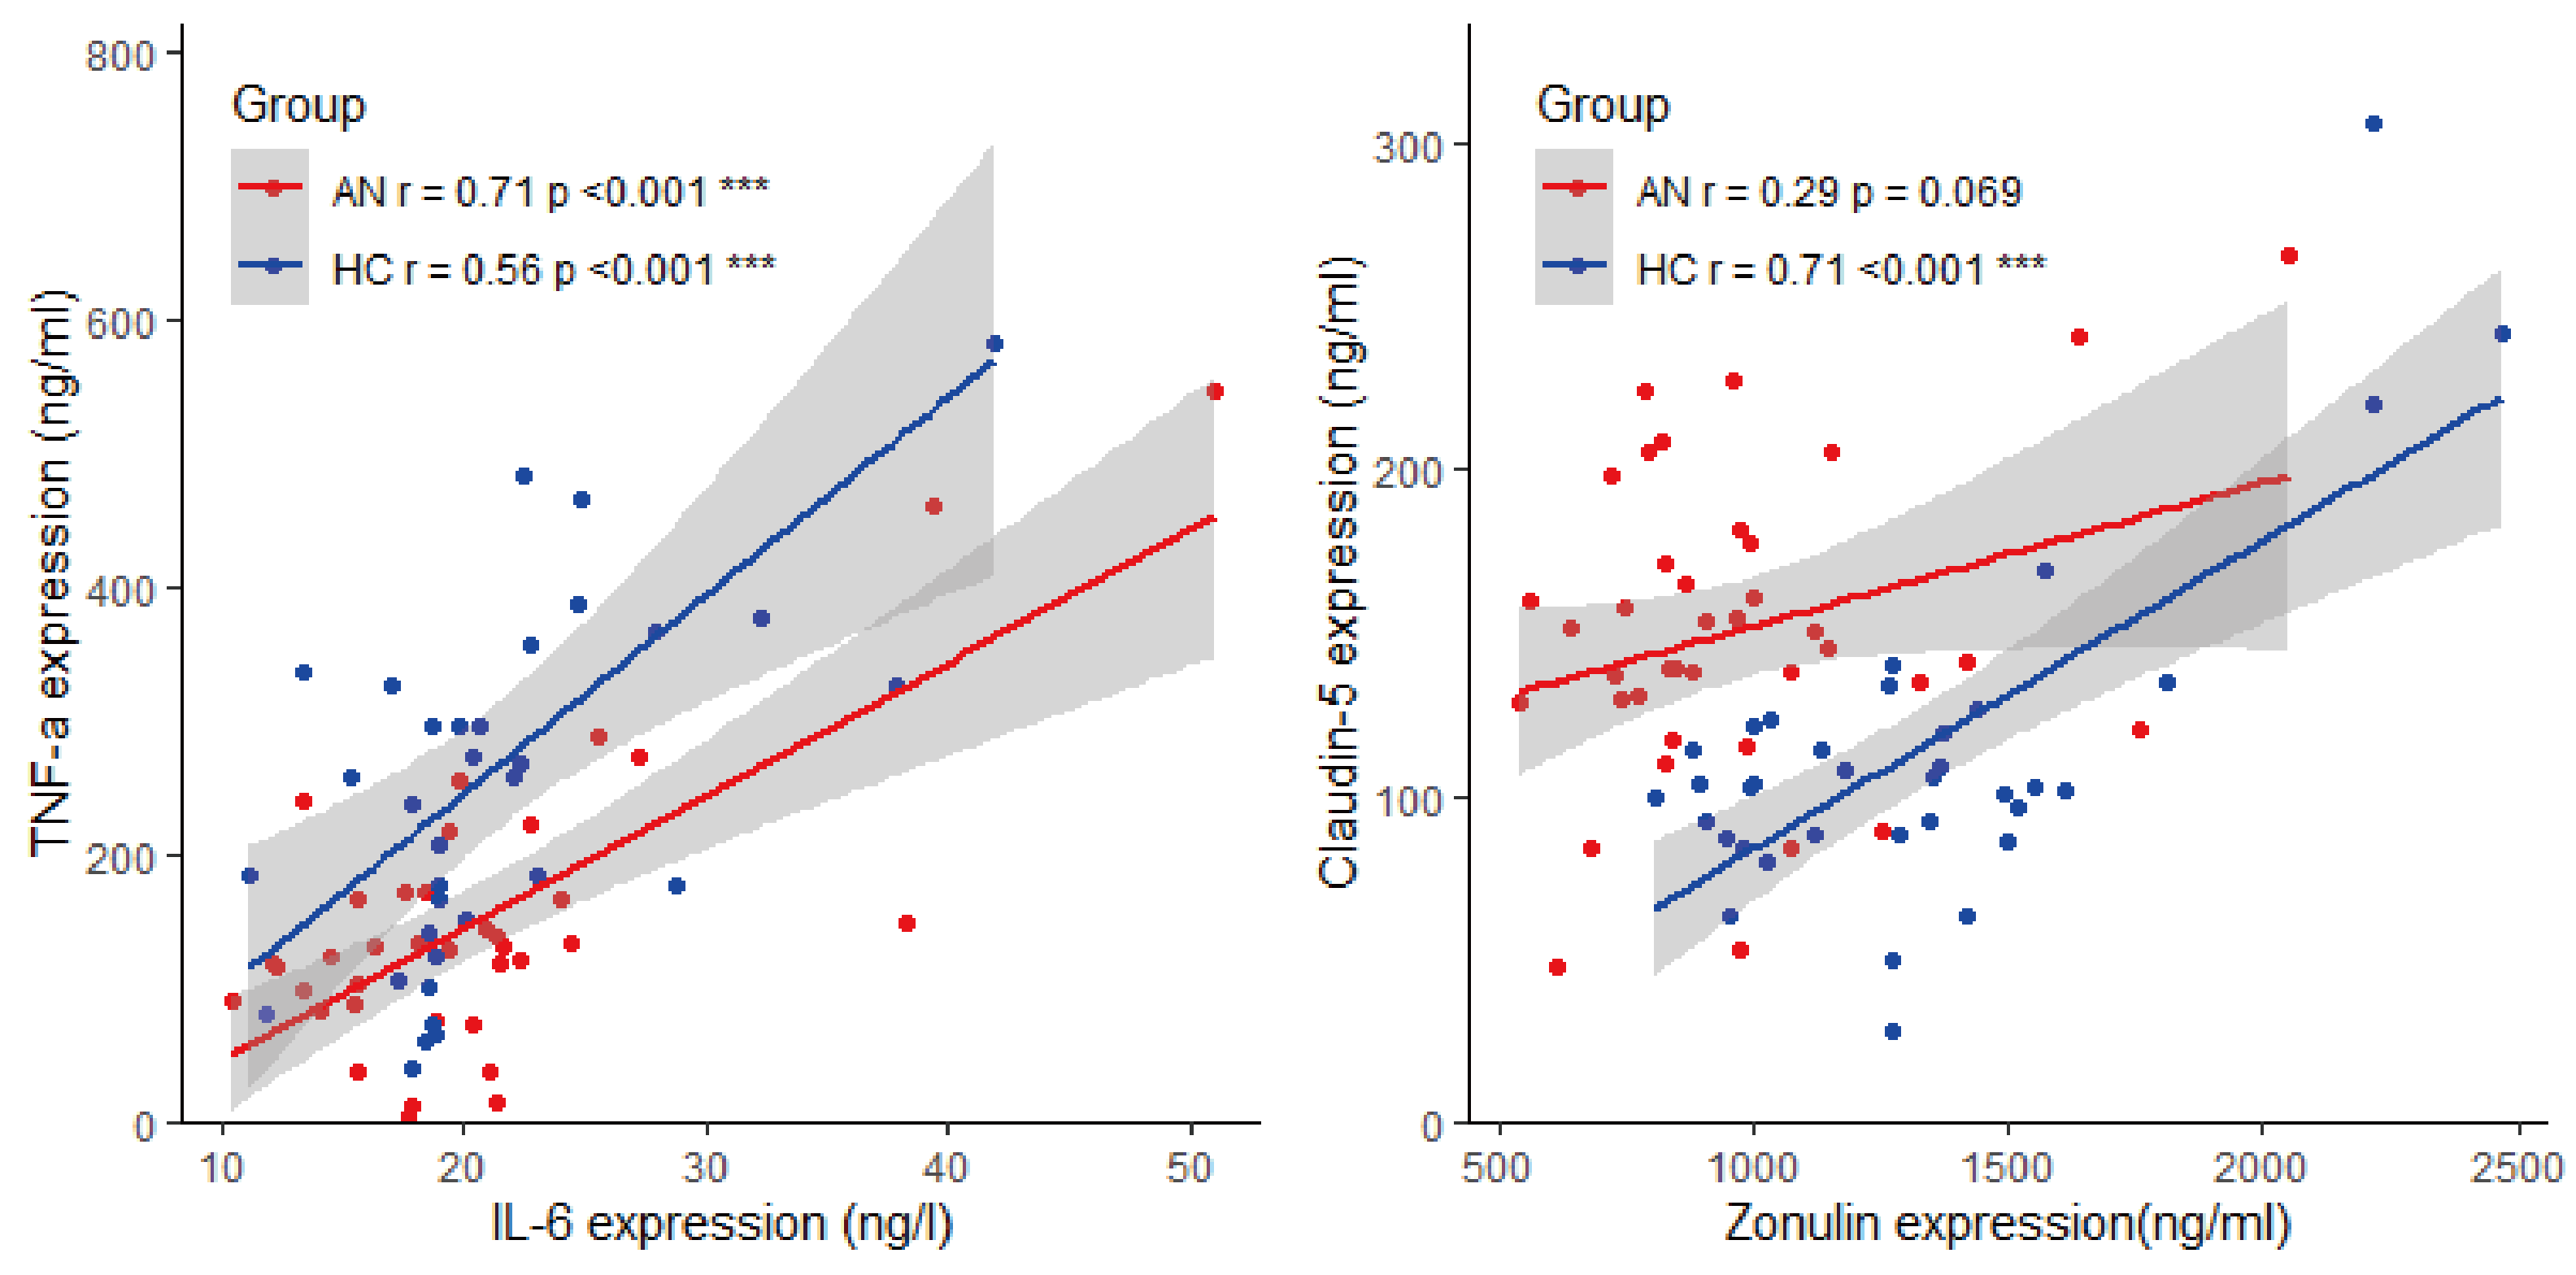 Group
AN r = 0.71 p <0.001 ***
HC r = 0.56 p <0.001 ***
TNF-a expression (ng/ml)
800
600
400
200
0
10 20 30 40 50
IL-6 expression (ng/l)
Group
AN r = 0.29 p = 0.069
HC r = 0.71 <0.001 ***
Claudin-5 expression (ng/ml)
300
200
100
0
500 1000 1500 2000 2500
Zonulin expression(ng/ml)